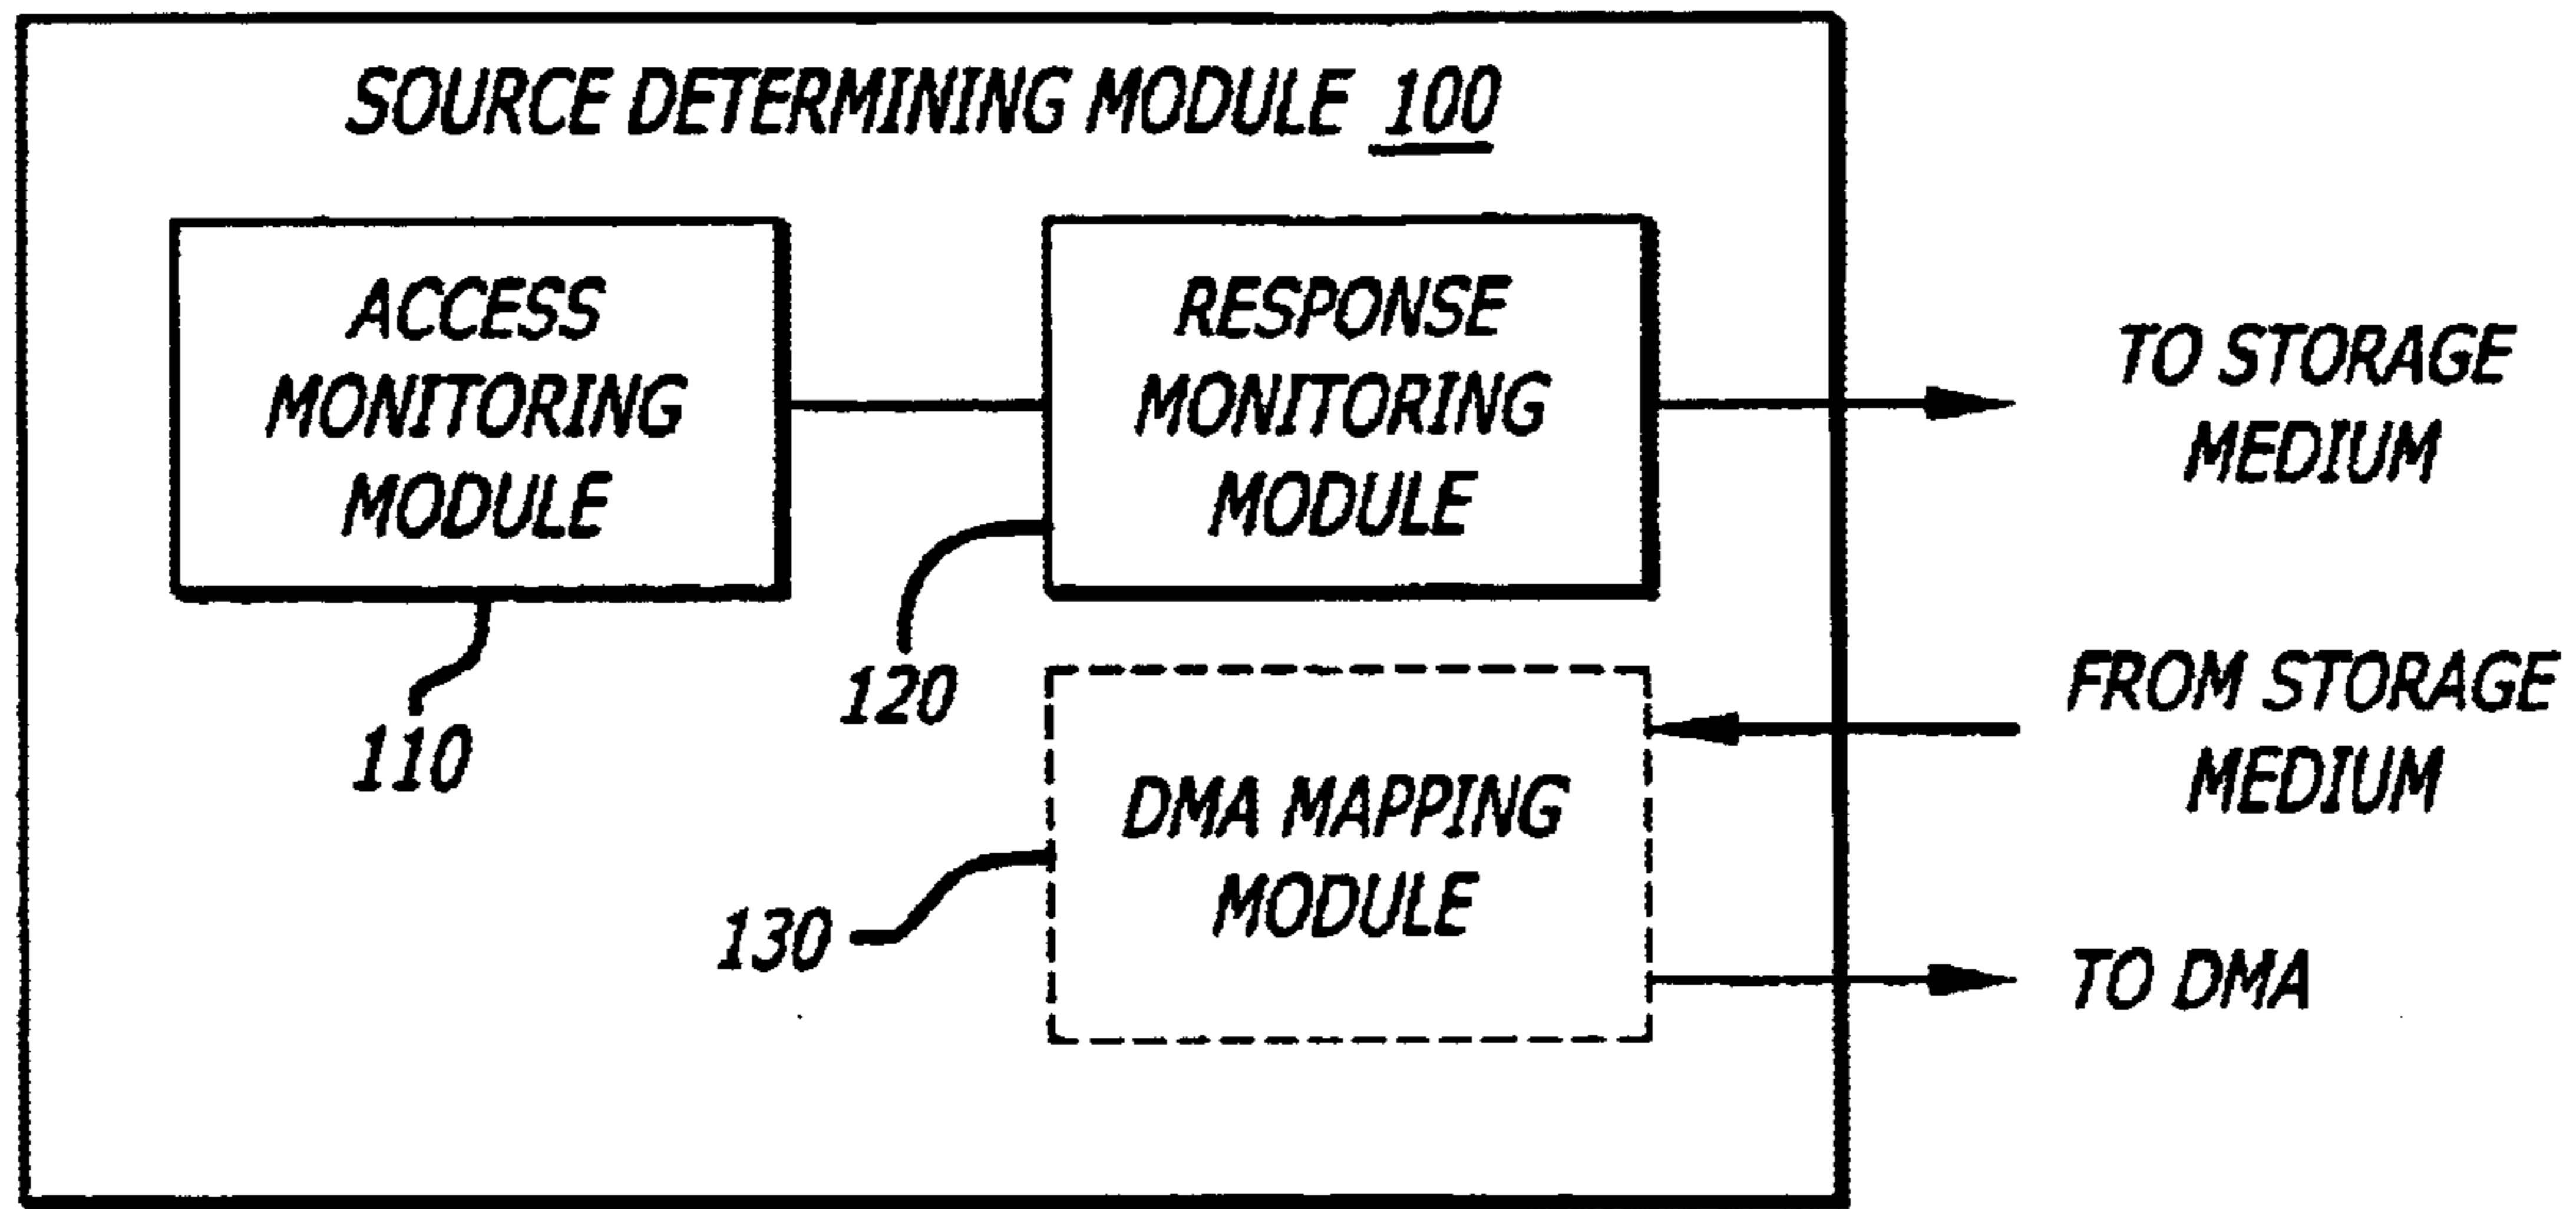 SOURCE DETERMINING MODULE 100
ACCESS
MONITORING
MODULE
RESPONSE
MONITORING
MODULE
TO STORAGE
MEDIUM
110
120
DMA MAPPING
MODULE
130
FROM STORAGE
MEDIUM
TO DMA